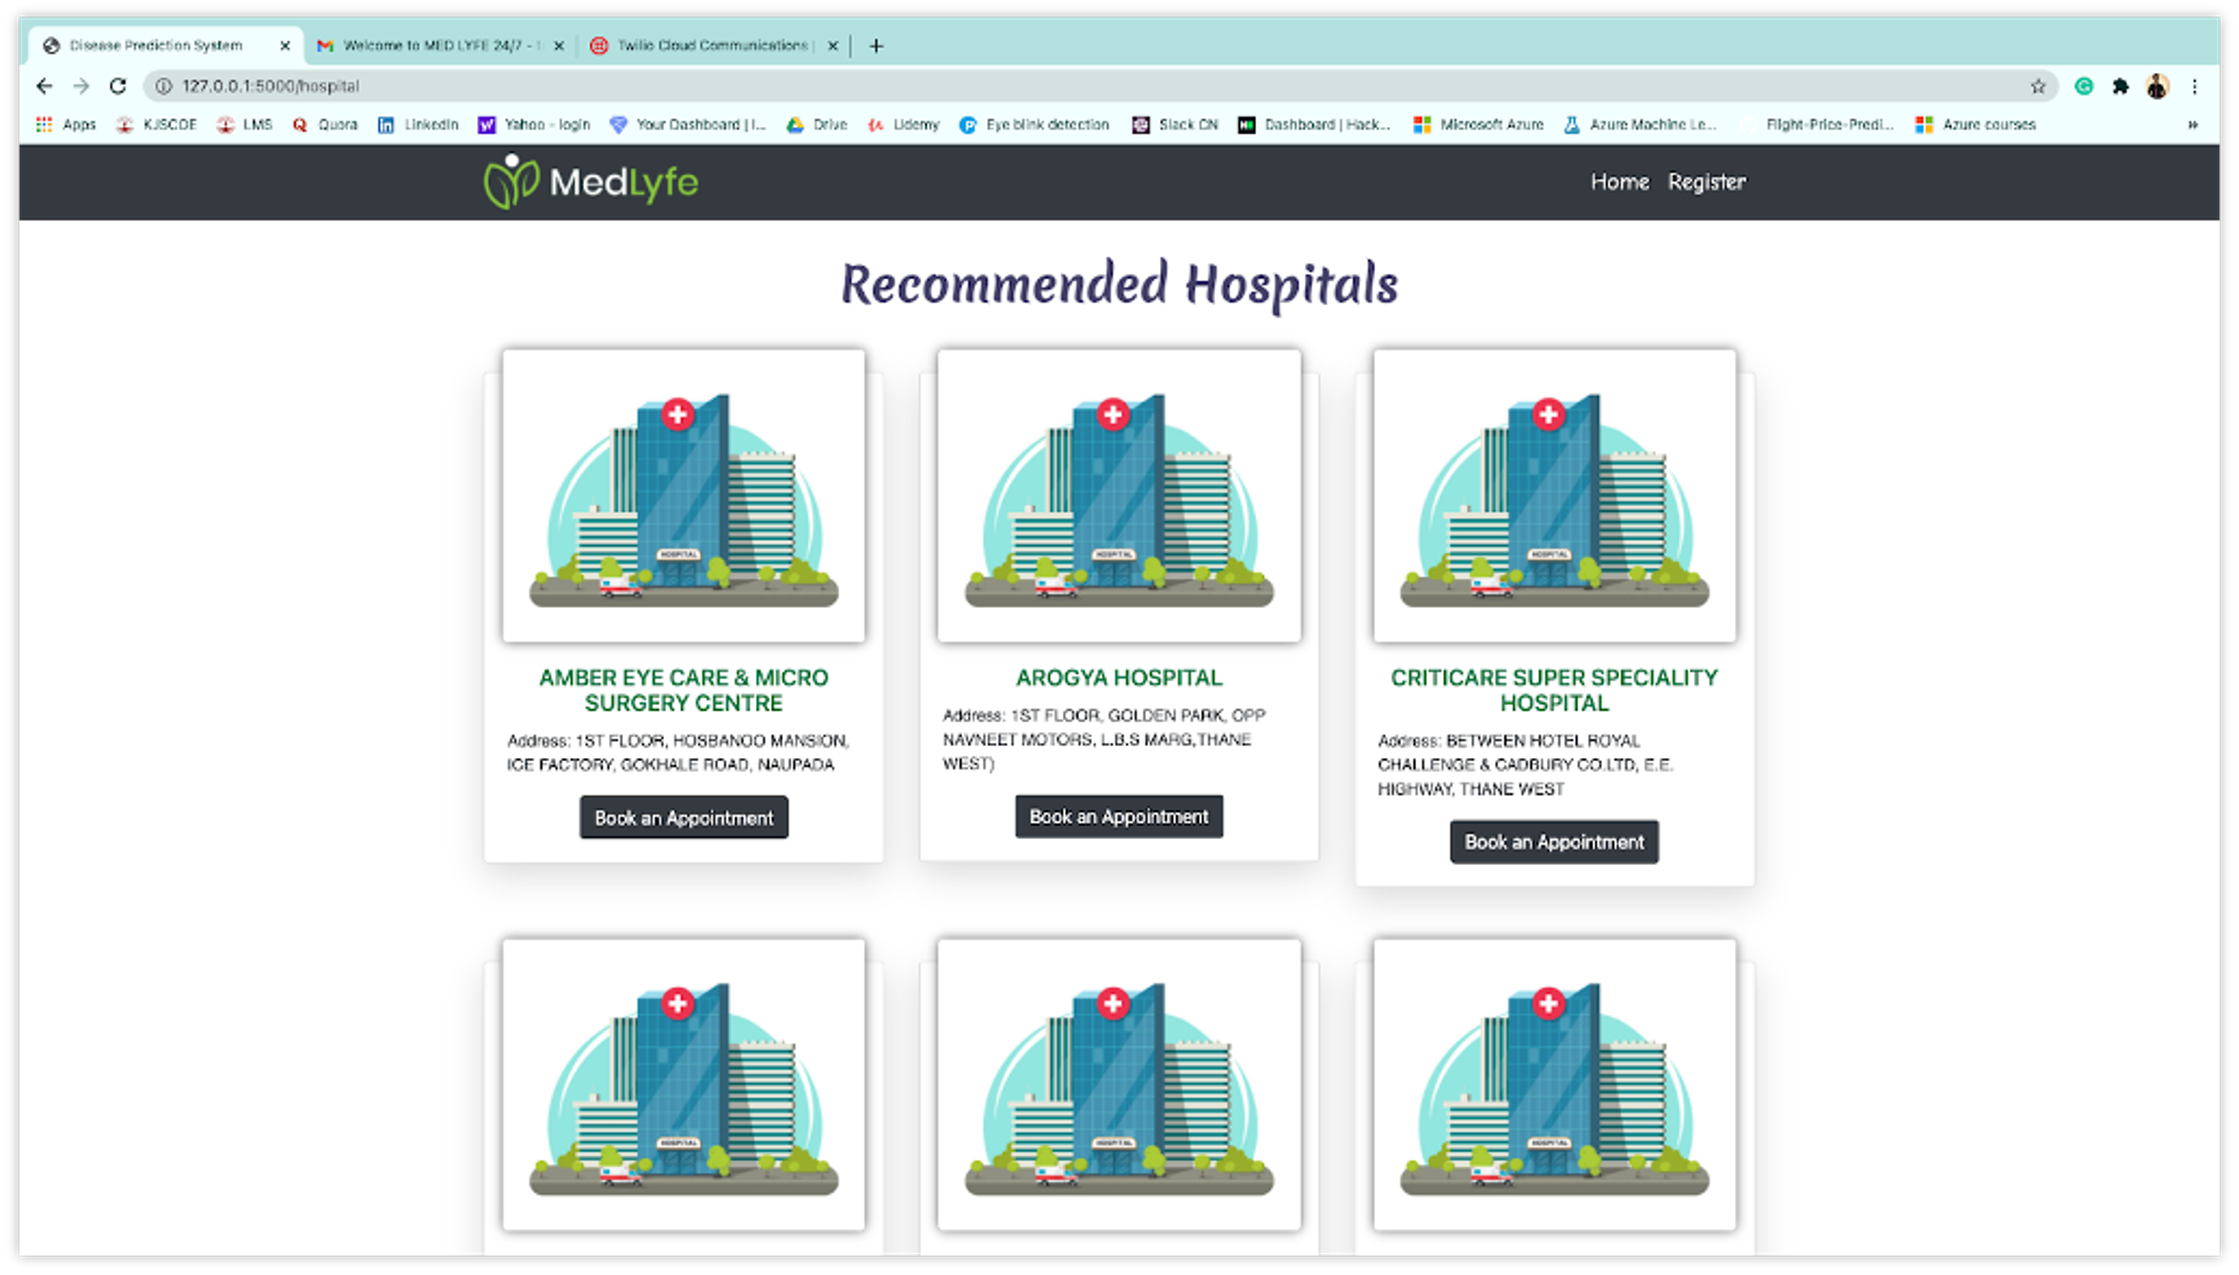 Disease Prediction System
Welcome to MED LYFE 24/7 -
Twilio Cloud Communications |
127.0.0.1:5000/hospital
Apps
KJSCOE
LMS
Quora
LinkedIn
Yahoo - login
Your Dashboard | I...
Drive
Udemy
Eye blink detection
Slack CN
Dashboard | Hack...
Microsoft Azure
Azure Machine Le...
Flight-Price-Predi...
Azure courses
»
MedLyfe
Home Register
Recommended Hospitals
HOSPITAL
HOSPITAL
HOSPITAL
AMBER EYE CARE & MICRO
SURGERY CENTRE
Address: 1ST FLOOR, HOSBANOO MANSION,
ICE FACTORY, GOKHALE ROAD, NAUPADA
Book an Appointment
AROGYA HOSPITAL
Address: 1ST FLOOR, GOLDEN PARK, OPP
NAVNEET MOTORS, L.B.S MARG,THANE
WEST)
Book an Appointment
CRITICARE SUPER SPECIALITY
HOSPITAL
Address: BETWEEN HOTEL ROYAL
CHALLENGE & CADBURY CO.LTD, E.E.
HIGHWAY, THANE WEST
Book an Appointment
HOSPITAL
HOSPITAL
HOSPITAL